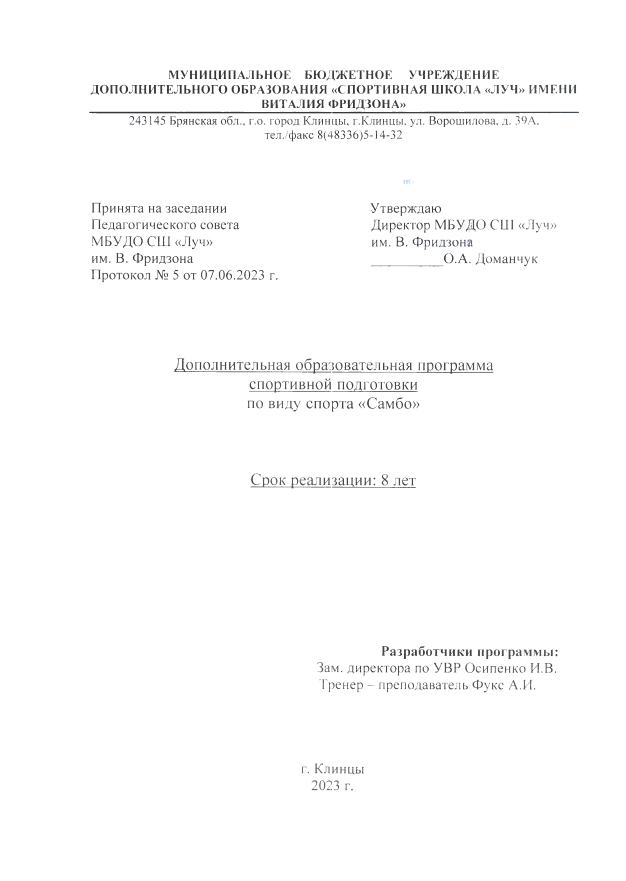 МУНИЦИПАЛЬНОЕ БЮДЖЕТНОЕ УЧРЕЖДЕНИЕ
ДОПОЛНИТЕЛЬНОГО ОБРАЗОВАНИЯ «СПОРТИВНАЯ ШКОЛА «ЛУЧ» ИМЕНИ
ВИТАЛИЯ ФРИДЗОНА»
243145 Брянская обл., г.о. город Клинцы, г.Клинцы, ул. Ворошилова, д. 39А.
тел./факс 8(48336)5-14-32
Принята на заседании
Педагогического совета
МБУДО СШ «Луч»
им. В. Фридзона
Протокол № 5 от 07.06.2023 г.
Утверждаю
Директор МБУДО СШ «Луч»
им. В. Фридзона
__________О.А. Доманчук
Дополнительная образовательная программа
спортивной подготовки
по виду спорта «Самбо»
Срок реализации: 8 лет
Разработчики программы:
Зам. директора по УВР Осипенко И.В.
Тренер – преподаватель Фукс А.И.
г. Клинцы
2023 г.